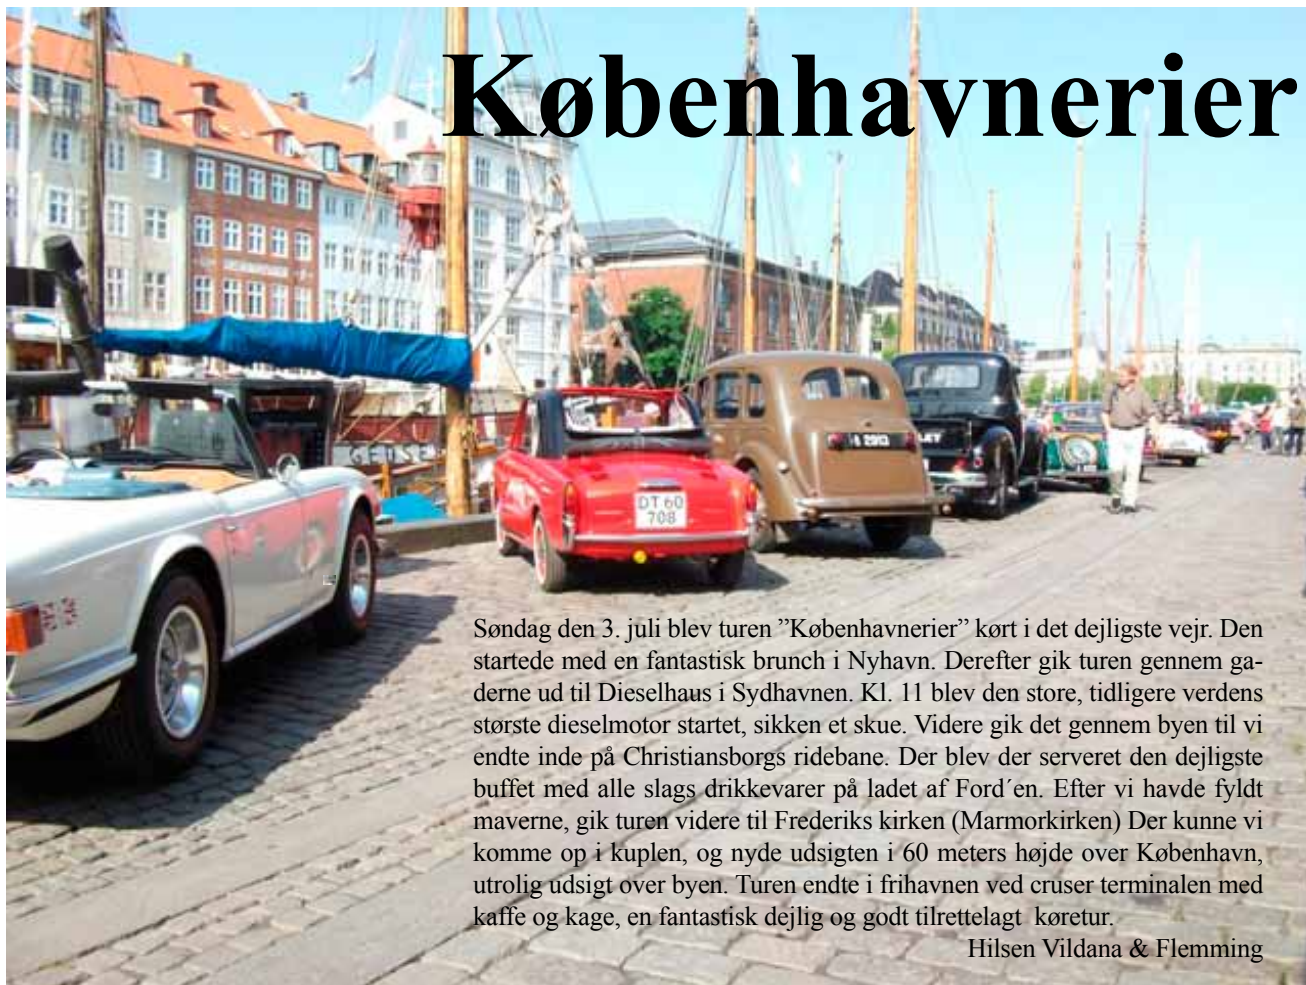 Københavnerier
DT 60
708
Søndag den 3. juli blev turen ”Københavnerier” kørt i det dejligste vejr. Den
startede med en fantastisk brunch i Nyhavn. Derefter gik turen gennem ga-
derne ud til Dieselhaus i Sydhavnen. Kl. 11 blev den store, tidligere verdens
største dieselmotor startet, sikken et skue. Videre gik det gennem byen til vi
endte inde på Christiansborgs ridebane. Der blev der serveret den dejligste
buffet med alle slags drikkevarer på ladet af Ford´en. Efter vi havde fyldt
maverne, gik turen videre til Frederiks kirken (Marmorkirken) Der kunne vi
komme op i kuplen, og nyde udsigten i 60 meters højde over København,
utrolig udsigt over byen. Turen endte i frihavnen ved cruser terminalen med
kaffe og kage, en fantastisk dejlig og godt tilrettelagt  køretur.
Hilsen Vildana & Flemming